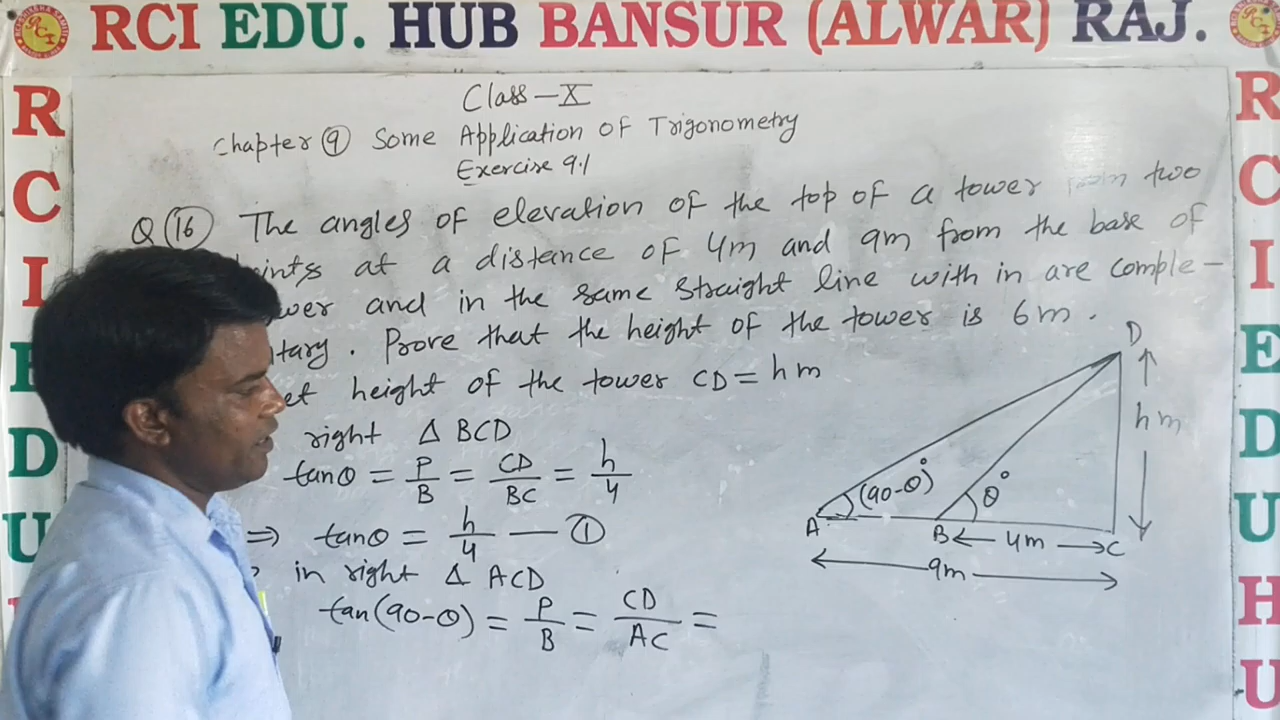 RCI EDU. HUB BANSUR (ALWAR) RAJ.
R
C
I
E
D
U
Class-X
Chapter ⑨ Some Application of Trigonometry
Exercise 9.1
Q ⑯ The angles of elevation of the top of a tower two
at a distance of 4m and 9m from the base of
and in the same straight line with in are comple-
. Prove that the height of the tower is 6m.
height of the tower CD = h m
right Δ BCD
tanθ = P/B = CD/BC = h/4
⇒ tanθ = h/4 — ①
in right Δ ACD
tan(90-θ) = P/B = CD/AC =
D
h m
(90-θ)°
θ°
A
B
4m
C
9m
R
C
I
E
D
U
H
U